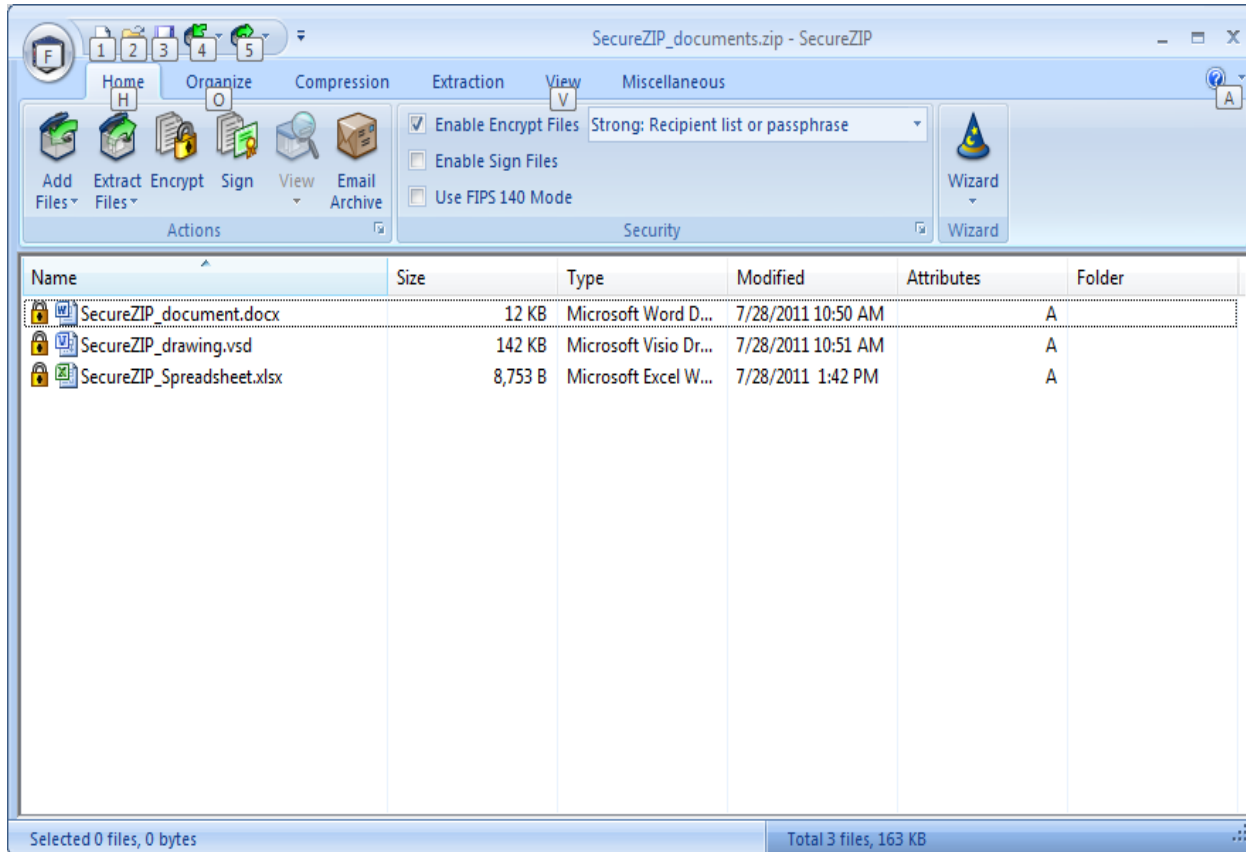 SecureZIP_documents.zip - SecureZIP
F
1 2 3 4 5
Home Organize Compression Extraction View Miscellaneous
H O V A
Enable Encrypt Files Strong: Recipient list or passphrase
Enable Sign Files
Use FIPS 140 Mode
Add Files Extract Files Encrypt Sign View Email Archive
Wizard
Actions Security Wizard
Name Size Type Modified Attributes Folder
SecureZIP_document.docx 12 KB Microsoft Word D... 7/28/2011 10:50 AM A
SecureZIP_drawing.vsd 142 KB Microsoft Visio Dr... 7/28/2011 10:51 AM A
SecureZIP_Spreadsheet.xlsx 8,753 B Microsoft Excel W... 7/28/2011 1:42 PM A
Selected 0 files, 0 bytes Total 3 files, 163 KB